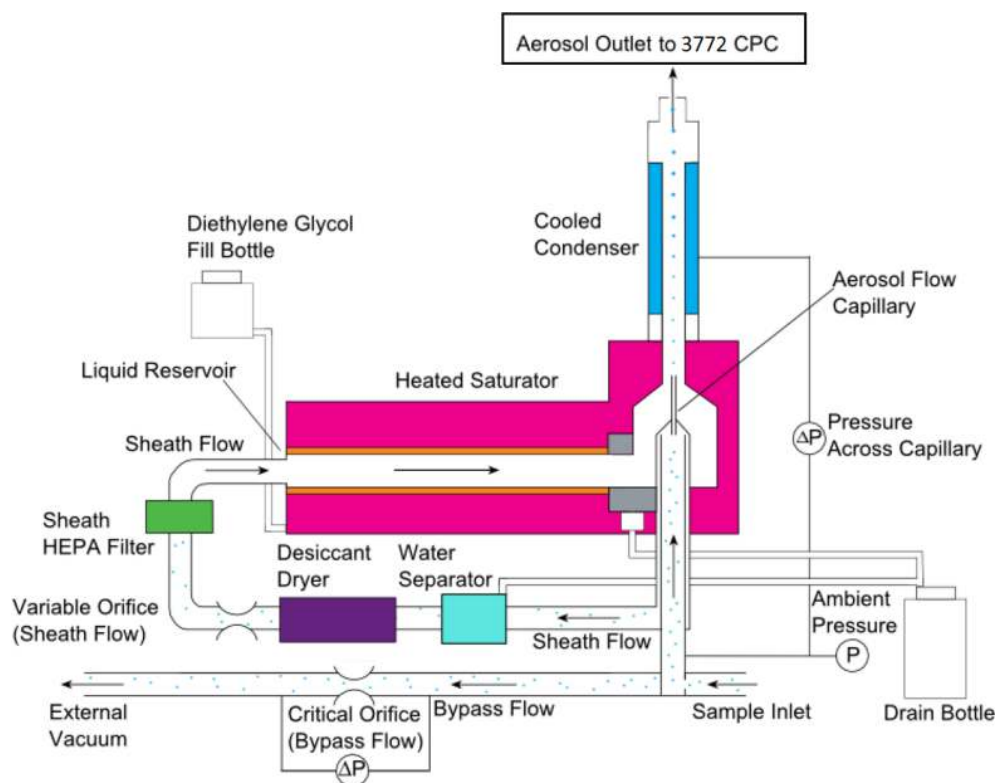 Aerosol Outlet to 3772 CPC
Diethylene Glycol
Fill Bottle
Cooled
Condenser
Aerosol Flow
Capillary
Liquid Reservoir
Heated Saturator
Sheath Flow
ΔP
Pressure
Across Capillary
Sheath
HEPA Filter
Desiccant
Dryer
Water
Separator
Variable Orifice
(Sheath Flow)
Sheath Flow
Ambient
Pressure
P
External
Vacuum
Critical Orifice
(Bypass Flow)
Bypass Flow
Sample Inlet
Drain Bottle
ΔP